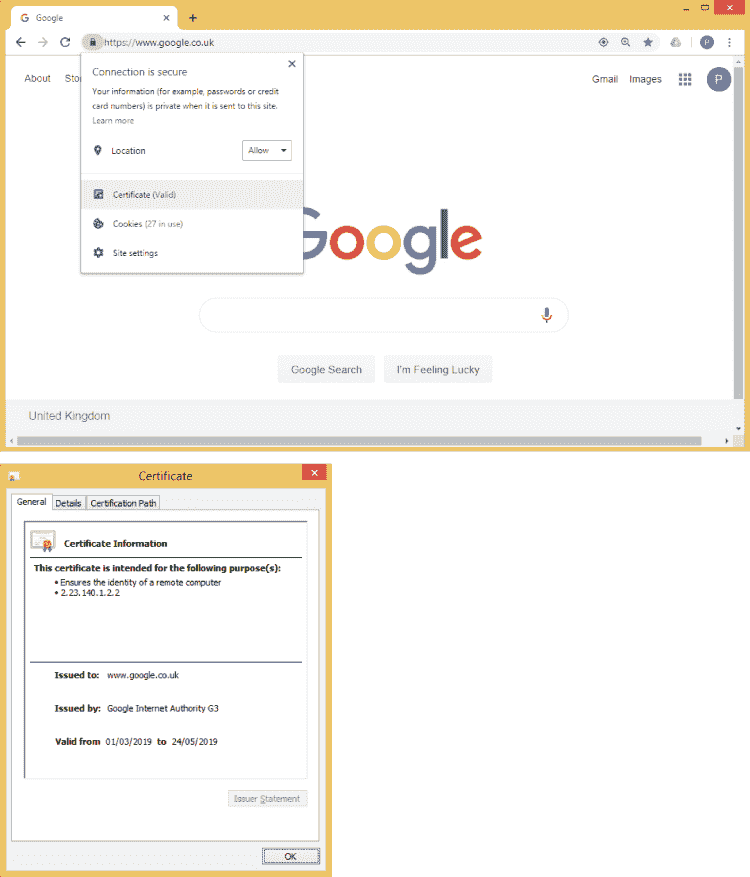 Google
https://www.google.co.uk
About Sto
Gmail Images
P
P
Connection is secure
Your information (for example, passwords or credit
card numbers) is private when it is sent to this site.
Learn more
Location Allow
Certificate (Valid)
Cookies (27 in use)
Site settings
Google
Google Search I'm Feeling Lucky
United Kingdom
Certificate
General Details Certification Path
Certificate Information
This certificate is intended for the following purpose(s):
• Ensures the identity of a remote computer
• 2.23.140.1.2.2
Issued to: www.google.co.uk
Issued by: Google Internet Authority G3
Valid from 01/03/2019 to 24/05/2019
Issuer Statement
OK